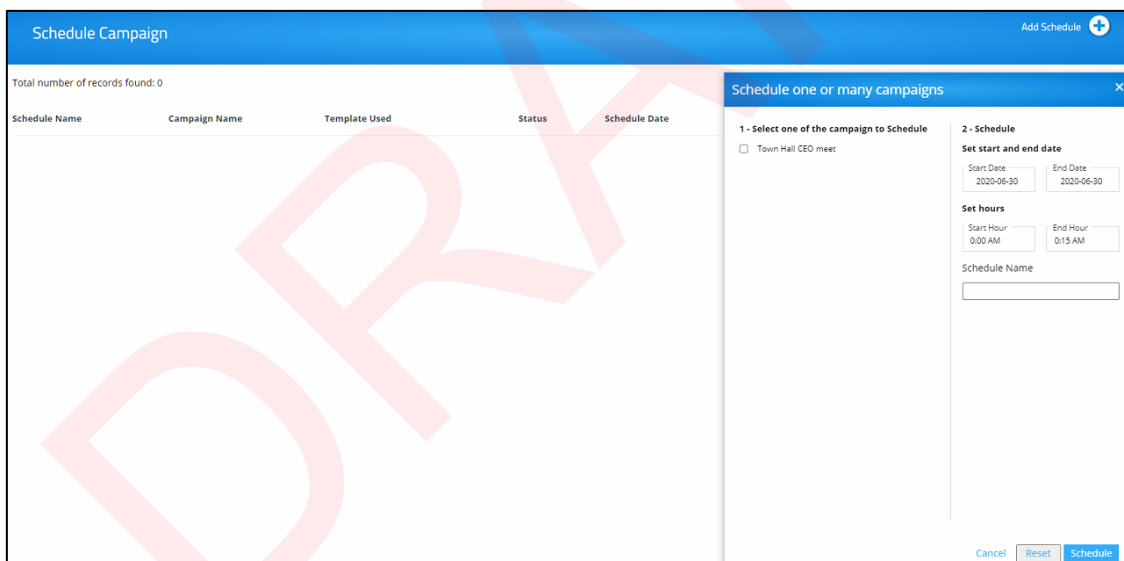 Schedule Campaign
Add Schedule
Total number of records found: 0
Schedule Name Campaign Name Template Used Status Schedule Date
Schedule one or many campaigns
1 - Select one of the campaign to Schedule
Town Hall CEO meet
2 - Schedule
Set start and end date
Start Date End Date
2020-06-30 2020-06-30
Set hours
Start Hour End Hour
0:00 AM 0:15 AM
Schedule Name
Cancel Reset Schedule
DRA